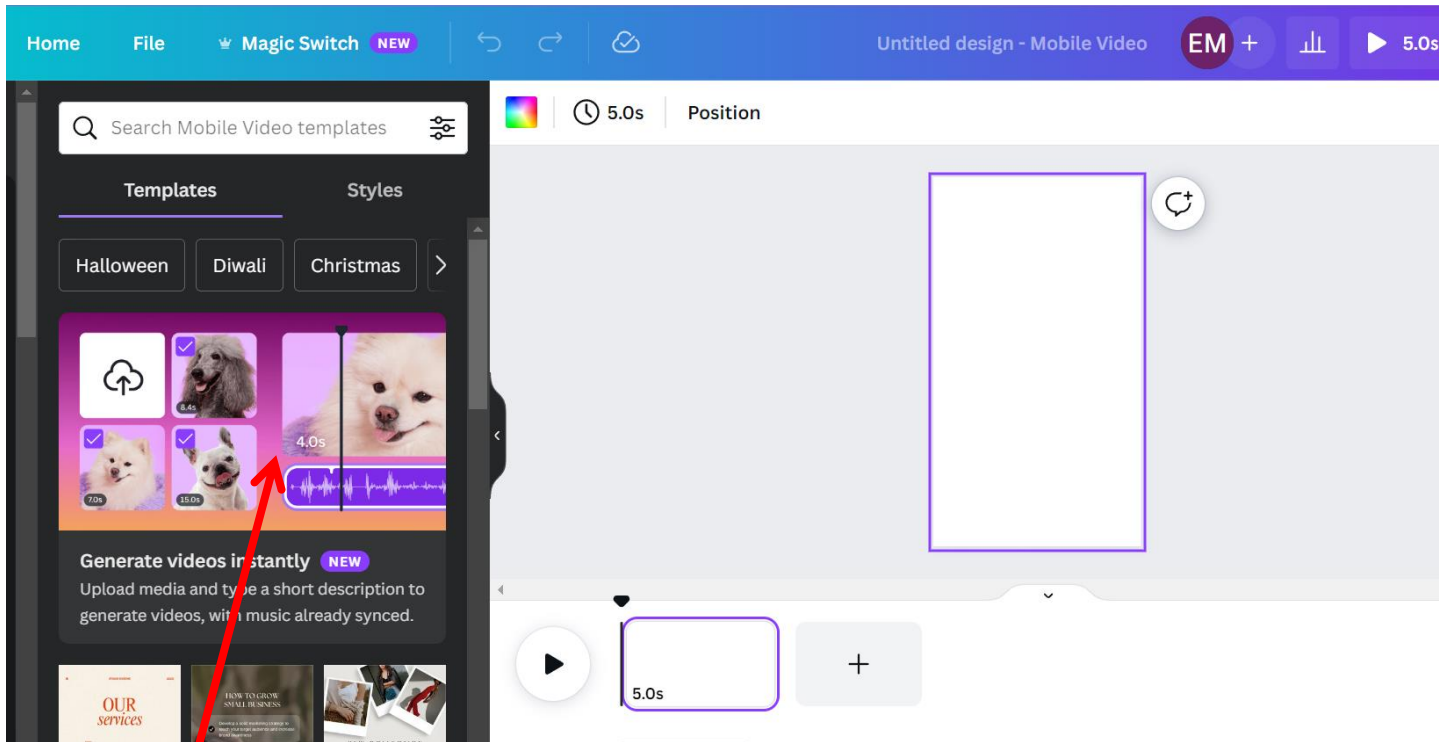 Home File Magic Switch NEW Untitled design - Mobile Video EM + 5.0s
Search Mobile Video templates
5.0s Position
Templates Styles
Halloween Diwali Christmas
8.4s
4.0s
7.0s 15.0s
Generate videos instantly NEW
Upload media and type a short description to
generate videos, with music already synced.
5.0s
OUR
services
HOW TO GROW
SMALL BUSINESS